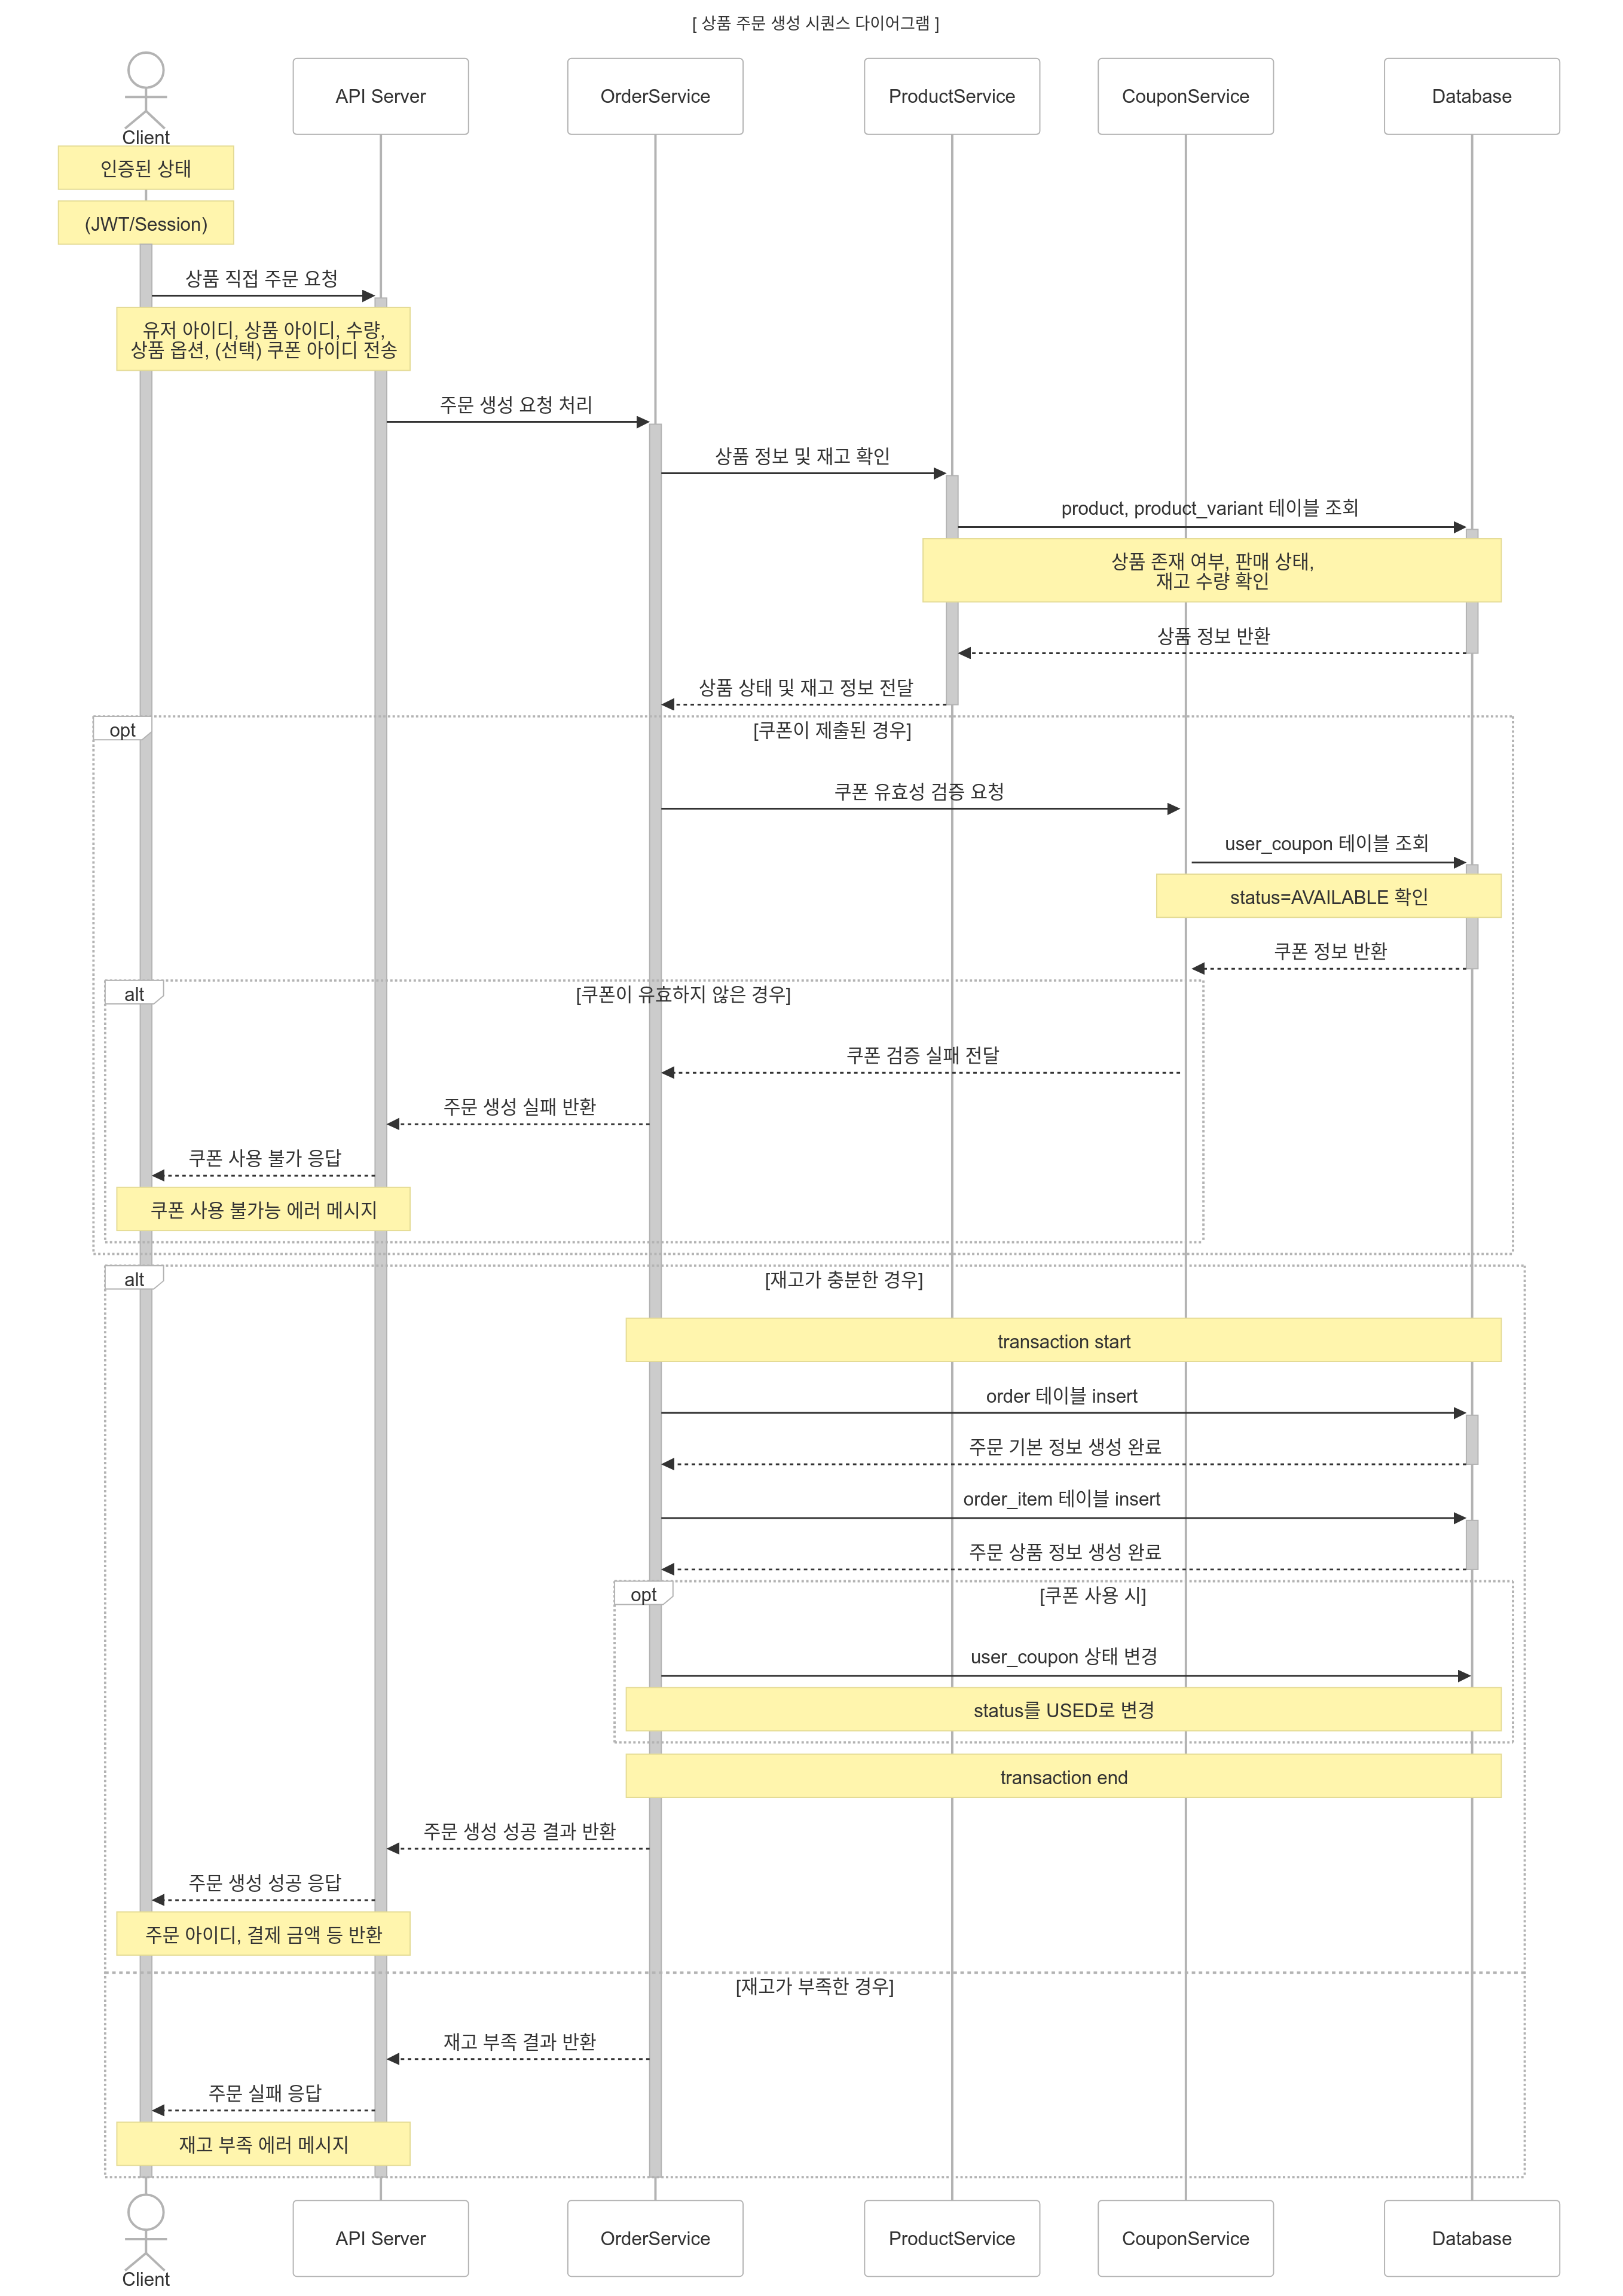 [ 상품 주문 생성 시퀀스 다이어그램 ]
Client
API Server
OrderService
ProductService
CouponService
Database
인증된 상태
(JWT/Session)
상품 직접 주문 요청
유저 아이디, 상품 아이디, 수량,
상품 옵션, (선택) 쿠폰 아이디 전송
주문 생성 요청 처리
상품 정보 및 재고 확인
product, product_variant 테이블 조회
상품 존재 여부, 판매 상태,
재고 수량 확인
상품 정보 반환
상품 상태 및 재고 정보 전달
opt
[쿠폰이 제출된 경우]
쿠폰 유효성 검증 요청
user_coupon 테이블 조회
status=AVAILABLE 확인
쿠폰 정보 반환
alt
[쿠폰이 유효하지 않은 경우]
쿠폰 검증 실패 전달
주문 생성 실패 반환
쿠폰 사용 불가 응답
쿠폰 사용 불가능 에러 메시지
alt
[재고가 충분한 경우]
transaction start
order 테이블 insert
주문 기본 정보 생성 완료
order_item 테이블 insert
주문 상품 정보 생성 완료
opt
[쿠폰 사용 시]
user_coupon 상태 변경
status를 USED로 변경
transaction end
주문 생성 성공 결과 반환
주문 생성 성공 응답
주문 아이디, 결제 금액 등 반환
[재고가 부족한 경우]
재고 부족 결과 반환
주문 실패 응답
재고 부족 에러 메시지
Client
API Server
OrderService
ProductService
CouponService
Database